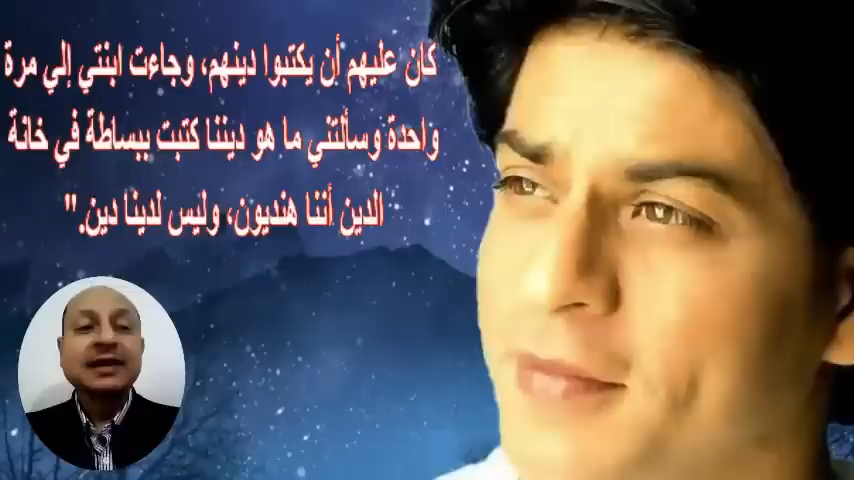 كان عليهم أن يكتبوا دينهم، وجاءت ابنتي إلي مرة
واحدة وسألتني ما هو ديننا كتبت ببساطة في خانة
الدين أننا هنديون، وليس لدينا دين."